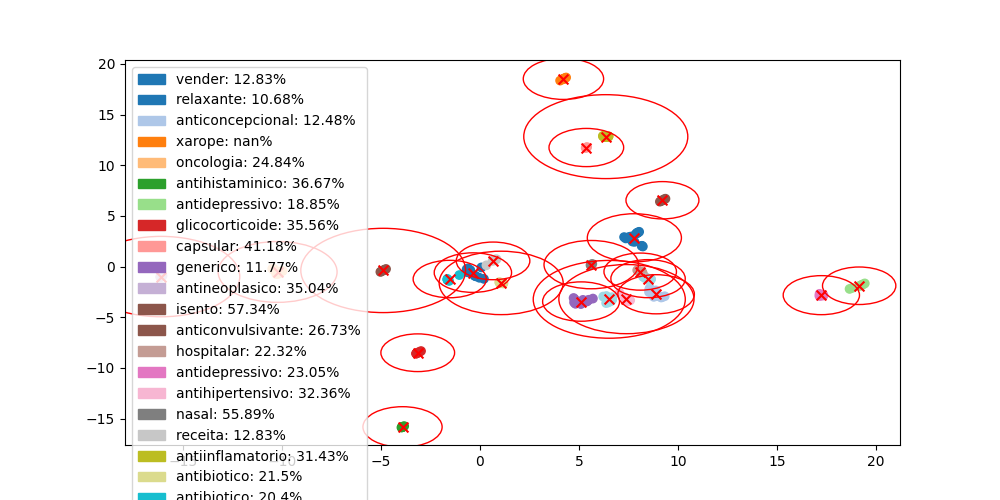 20
15
10
5
0
−5
−10
−15
vender: 12.83%
relaxante: 10.68%
anticoncepcional: 12.48%
xarope: nan%
oncologia: 24.84%
antihistaminico: 36.67%
antidepressivo: 18.85%
glicocorticoide: 35.56%
capsular: 41.18%
generico: 11.77%
antineoplasico: 35.04%
isento: 57.34%
anticonvulsivante: 26.73%
hospitalar: 22.32%
antidepressivo: 23.05%
antihipertensivo: 32.36%
nasal: 55.89%
receita: 12.83%
antiinflamatorio: 31.43%
antibiotico: 21.5%
antibiotico: 20.4%
−15 −10 −5 0 5 10 15 20